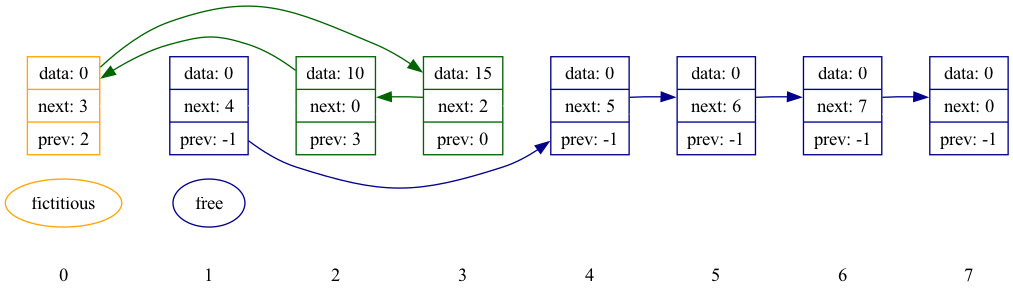 data: 0
next: 3
prev: 2
data: 0
next: 4
prev: -1
data: 10
next: 0
prev: 3
data: 15
next: 2
prev: 0
data: 0
next: 5
prev: -1
data: 0
next: 6
prev: -1
data: 0
next: 7
prev: -1
data: 0
next: 0
prev: -1
fictitious
free
0
1
2
3
4
5
6
7